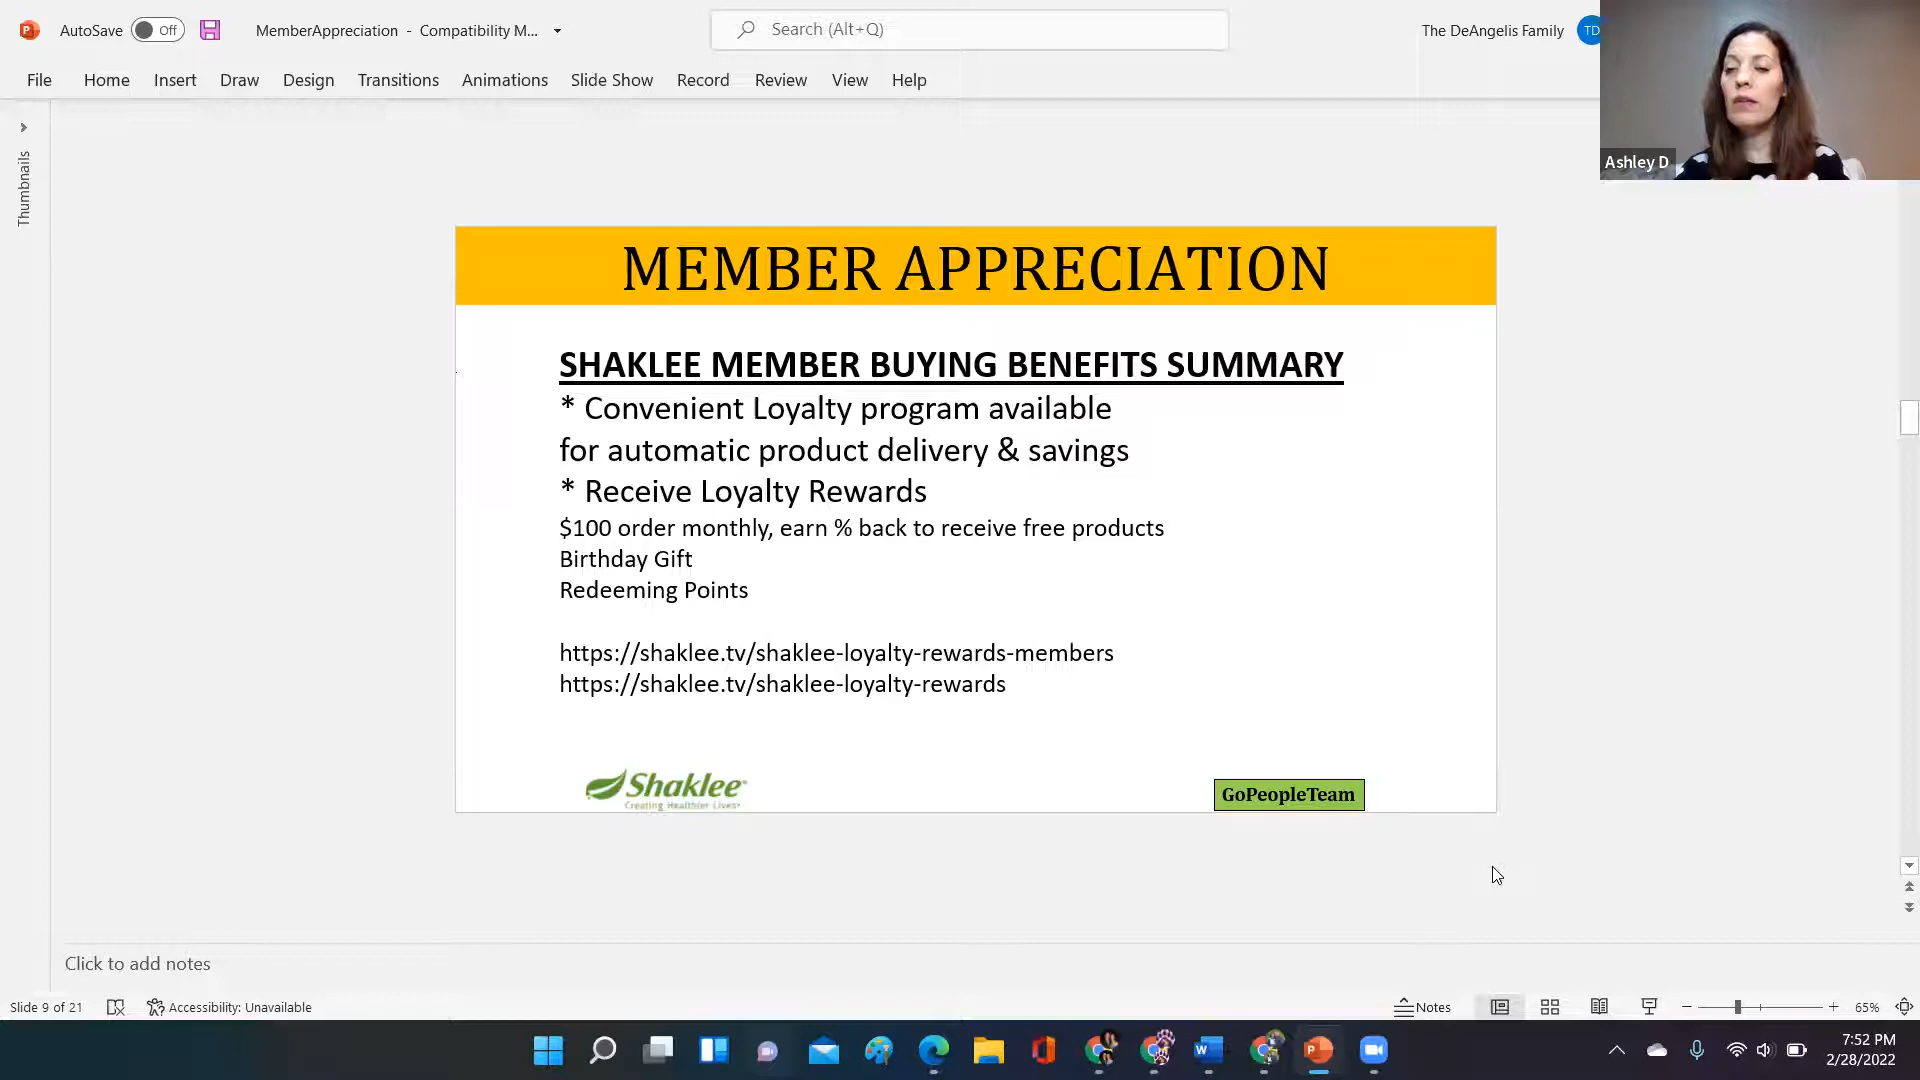 AutoSave Off MemberAppreciation - Compatibility M... Search (Alt+Q) The DeAngelis Family TD
File Home Insert Draw Design Transitions Animations Slide Show Record Review View Help
Ashley D
Thumbnails
MEMBER APPRECIATION
SHAKLEE MEMBER BUYING BENEFITS SUMMARY
* Convenient Loyalty program available
for automatic product delivery & savings
* Receive Loyalty Rewards
$100 order monthly, earn % back to receive free products
Birthday Gift
Redeeming Points
https://shaklee.tv/shaklee-loyalty-rewards-members
https://shaklee.tv/shaklee-loyalty-rewards
Shaklee
Creating Healthier Lives
GoPeopleTeam
Click to add notes
Slide 9 of 21 Accessibility: Unavailable Notes 65%
7:52 PM
2/28/2022